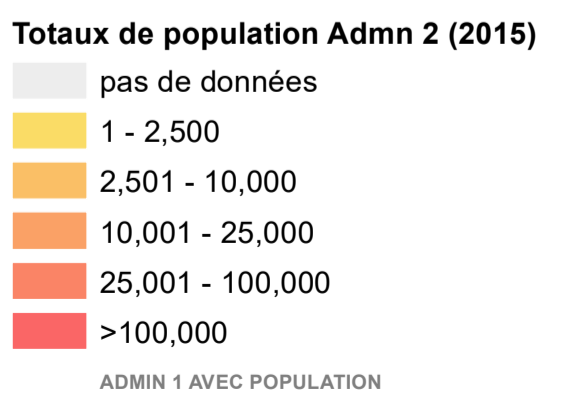 Totaux de population Admn 2 (2015)
pas de données
1 - 2,500
2,501 - 10,000
10,001 - 25,000
25,001 - 100,000
>100,000
ADMIN 1 AVEC POPULATION